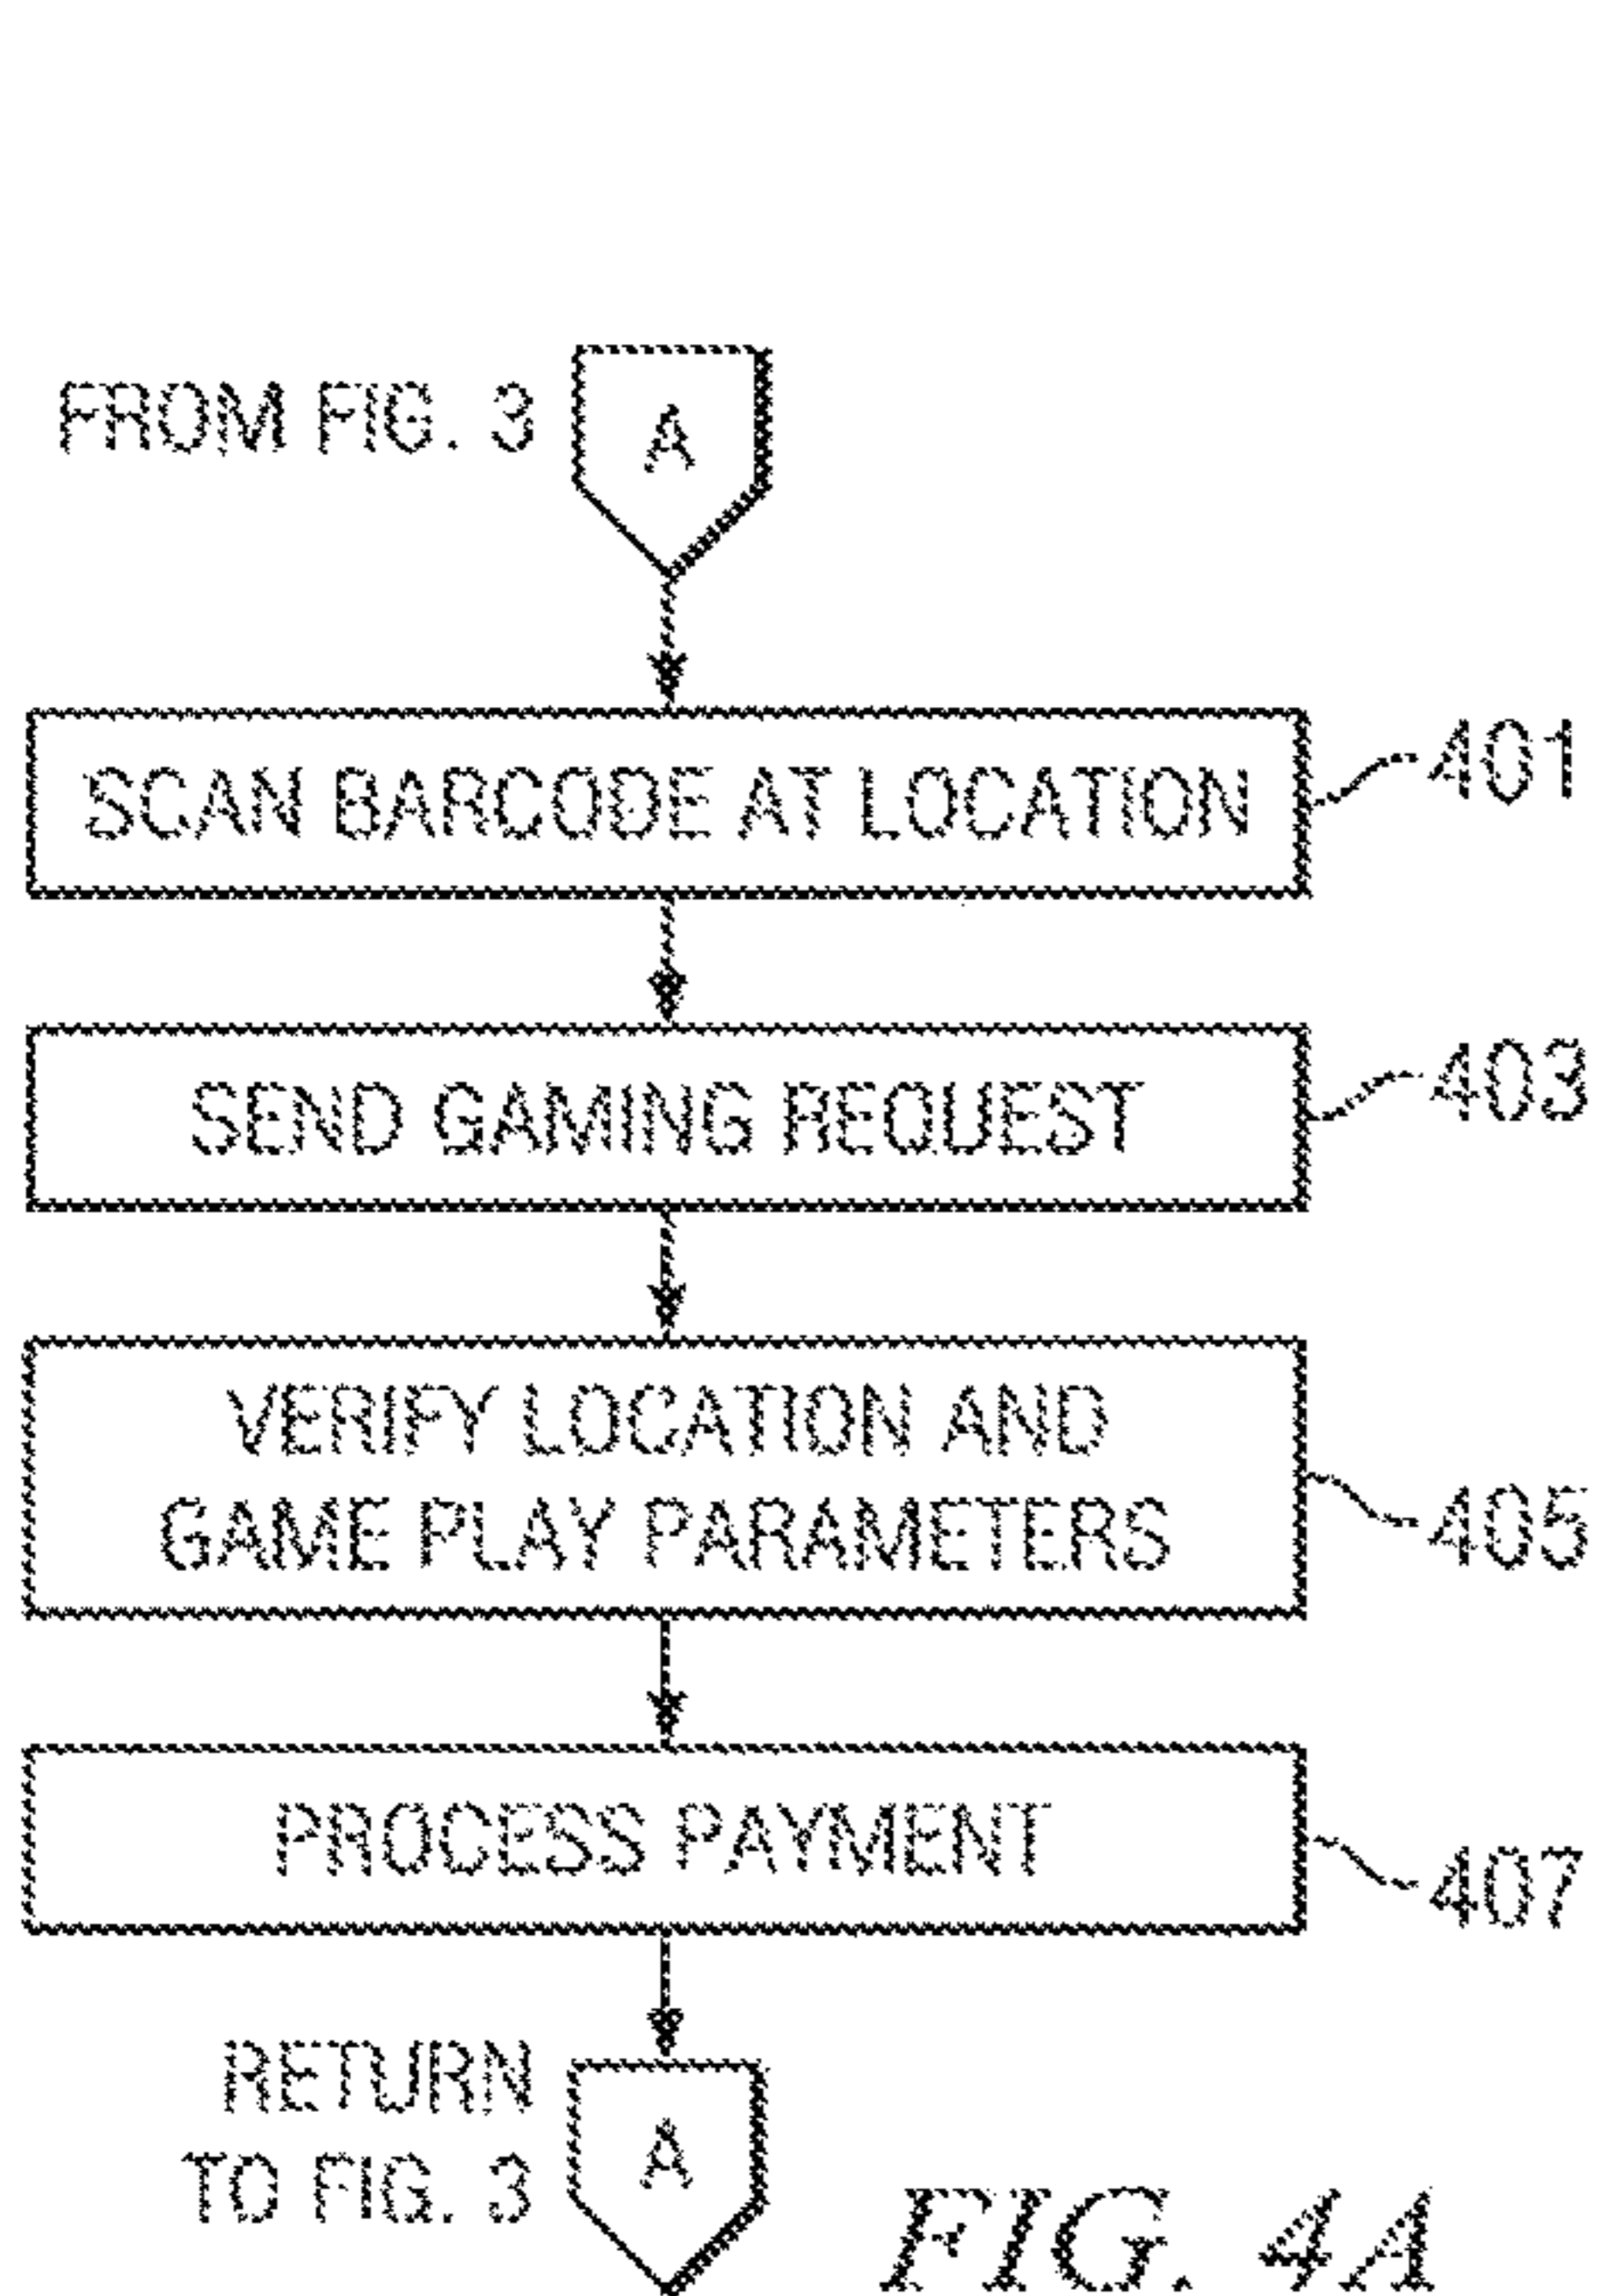 FROM FIG. 3
A
SCAN BARCODE AT LOCATION
401
SEND GAMING REQUEST
403
VERIFY LOCATION AND
GAME PLAY PARAMETERS
405
PROCESS PAYMENT
407
RETURN
TO FIG. 3
A
FIG. 4A